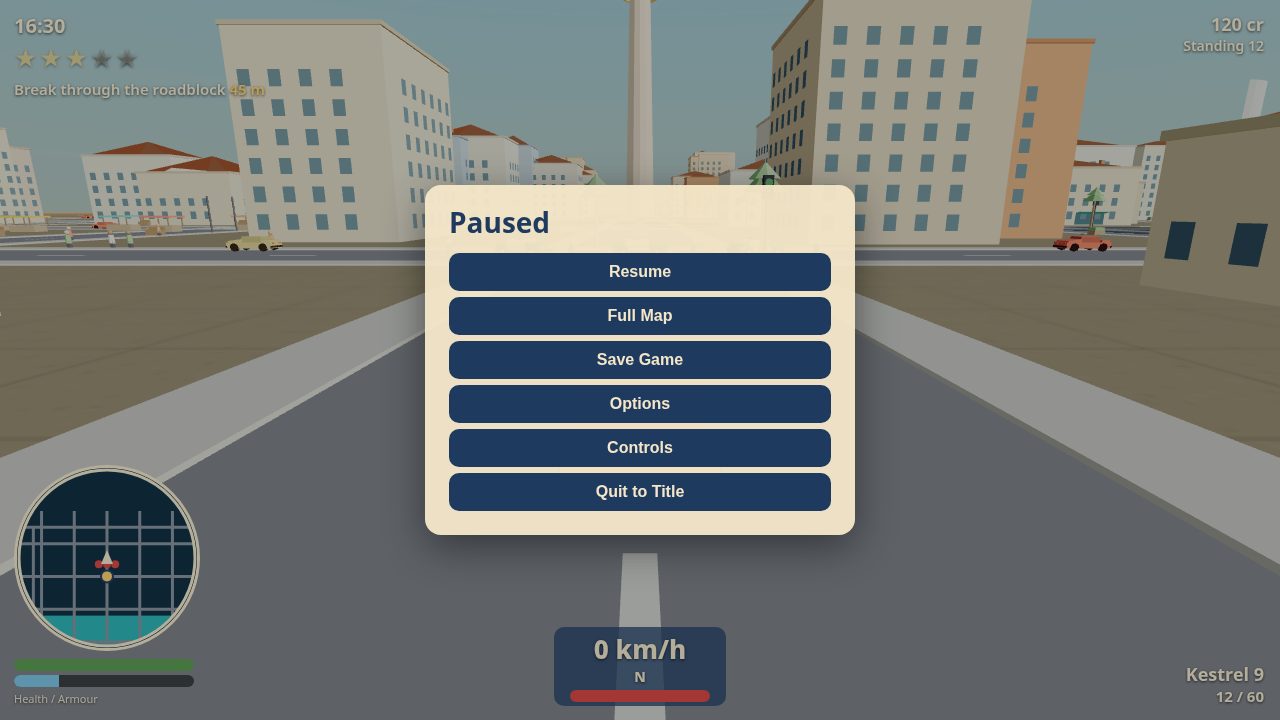 16:30
Break through the roadblock 45 m
120 cr
Standing 12
Paused
Resume
Full Map
Save Game
Options
Controls
Quit to Title
Health / Armour
0 km/h
N
Kestrel 9
12 / 60